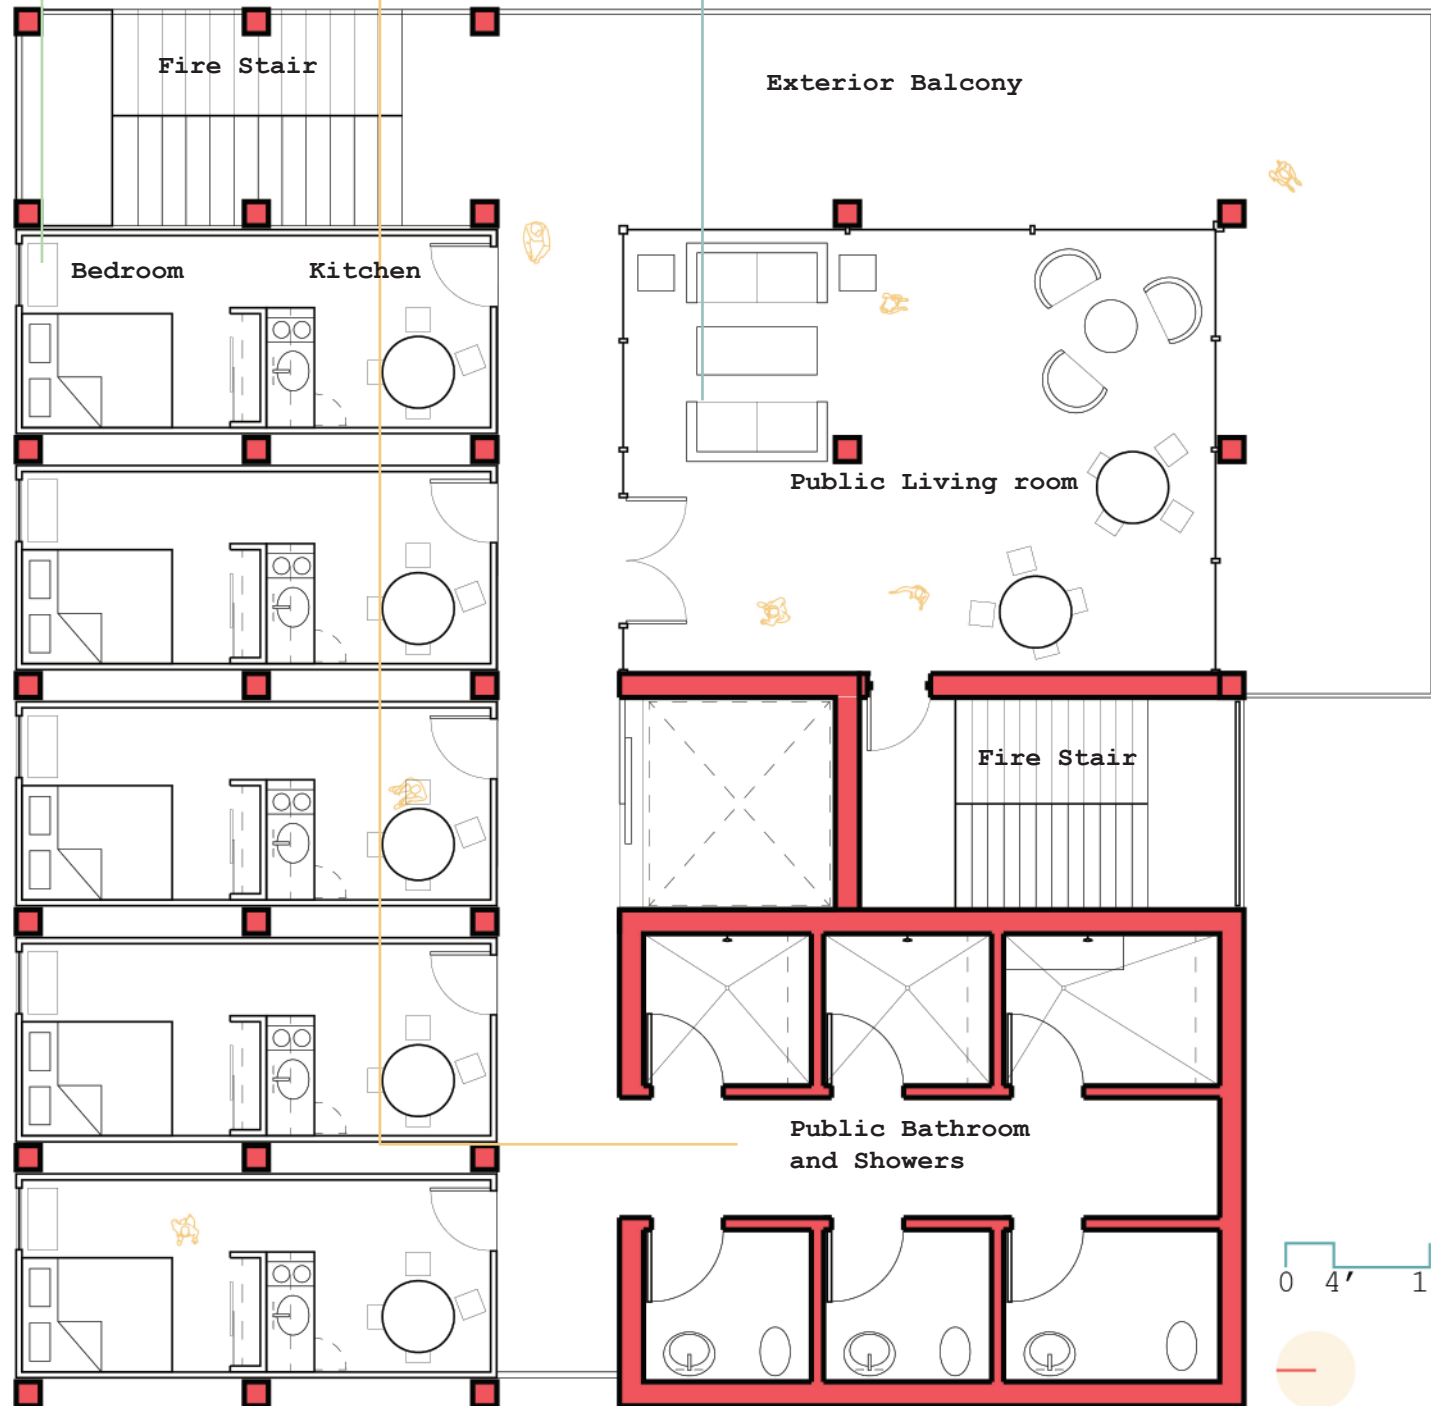 Fire Stair
Exterior Balcony
Bedroom
Kitchen
Public Living room
Fire Stair
Public Bathroom
and Showers
0 4′ 1